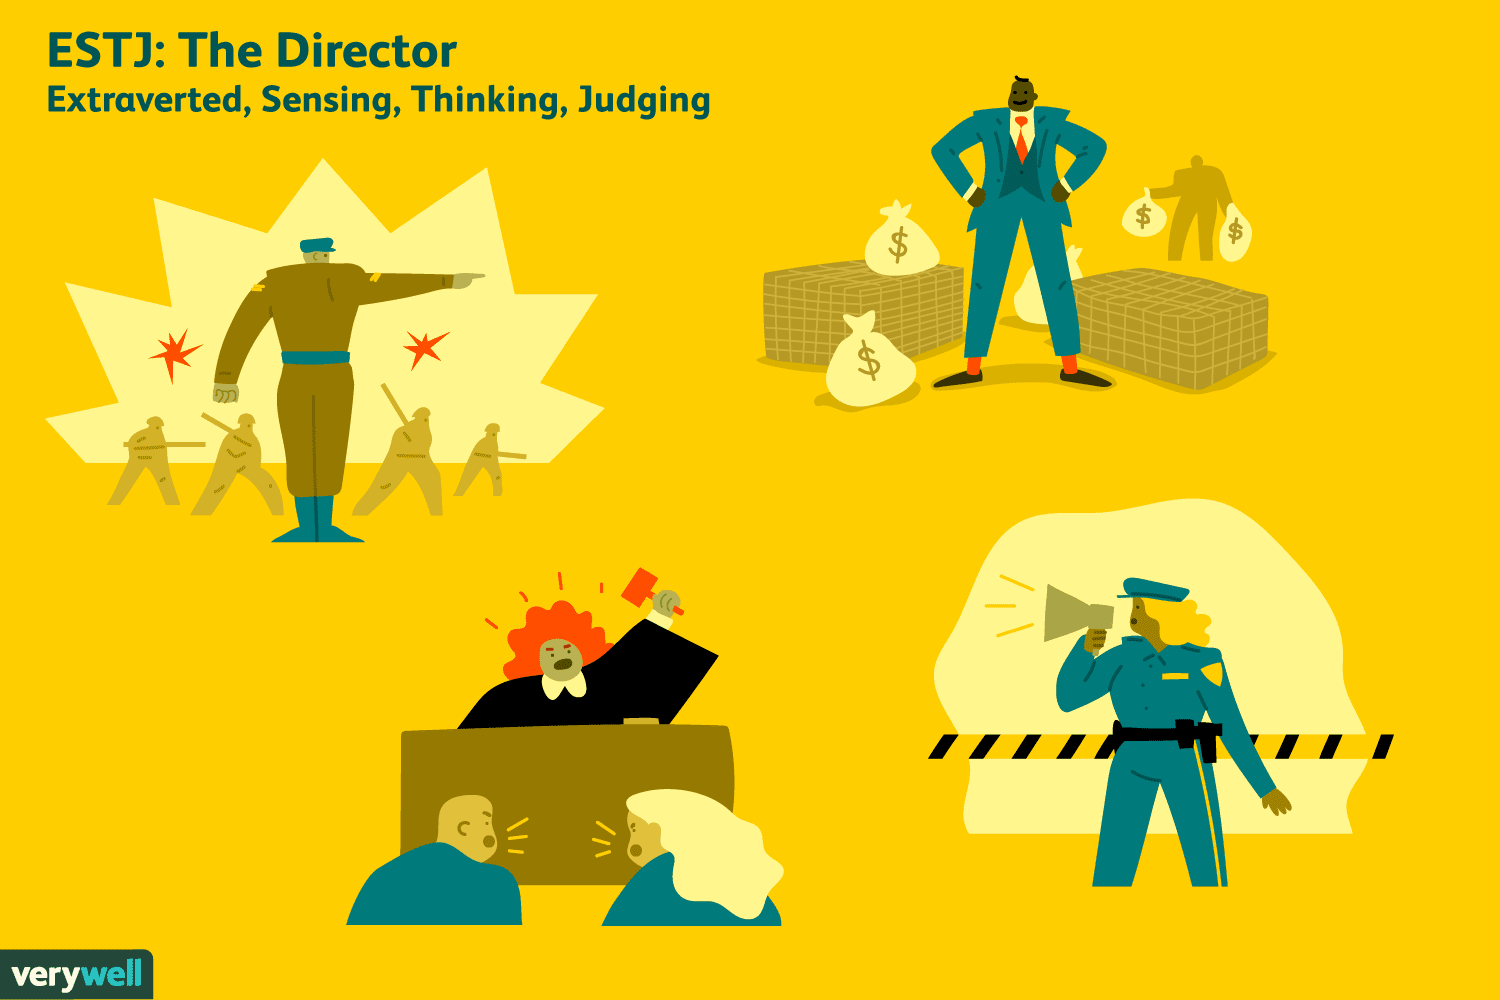 ESTJ: The Director
Extraverted, Sensing, Thinking, Judging
$
$
$
$
verywell